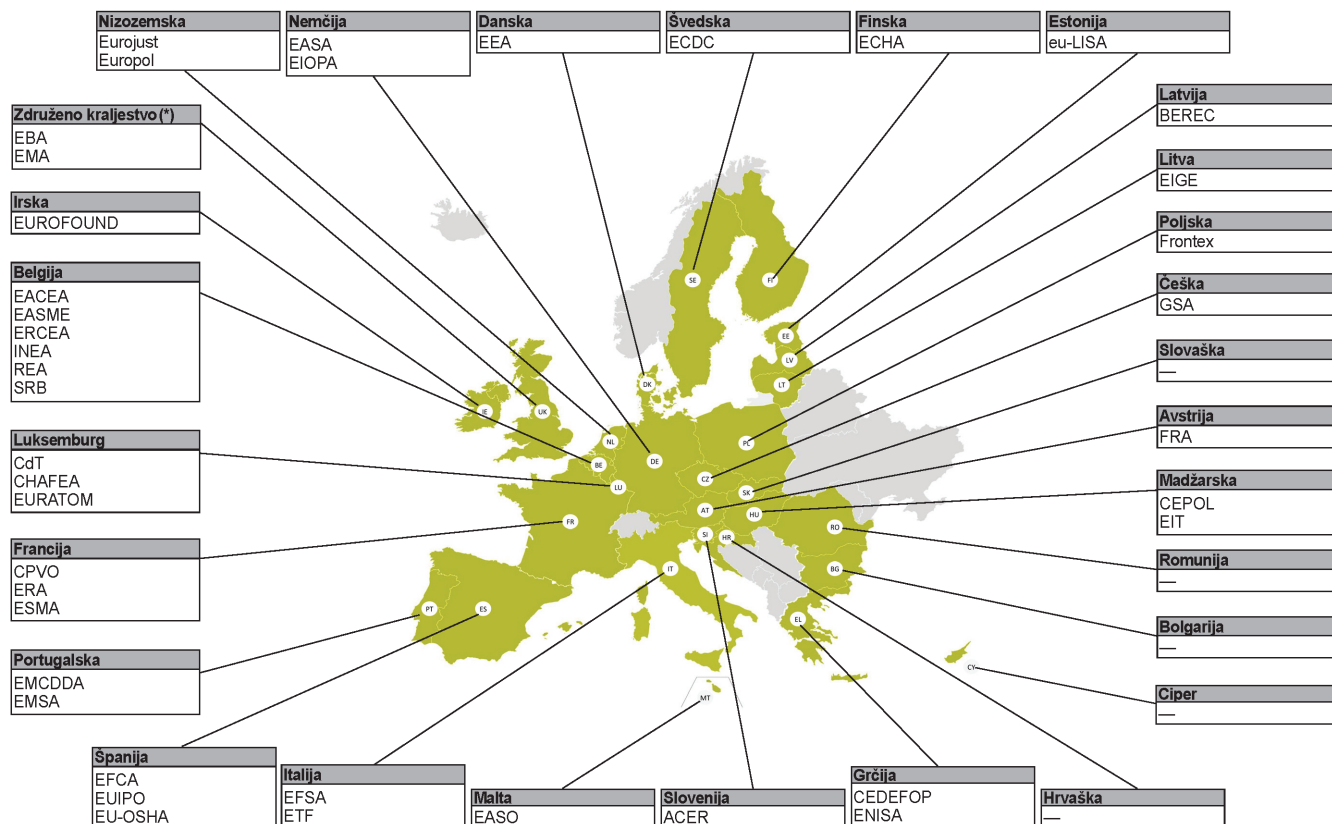 Nizozemska
Eurojust
Europol
Nemčija
EASA
EIOPA
Danska
EEA
Švedska
ECDC
Finska
ECHA
Estonija
eu-LISA
Združeno kraljestvo (*)
EBA
EMA
Irska
EUROFOUND
Belgija
EACEA
EASME
ERCEA
INEA
REA
SRB
Luksemburg
CdT
CHAFEA
EURATOM
Francija
CPVO
ERA
ESMA
Portugalska
EMCDDA
EMSA
Španija
EFCA
EUIPO
EU-OSHA
Italija
EFSA
ETF
Malta
EASO
Slovenija
ACER
Grčija
CEDEFOP
ENISA
Hrvaška
—
Latvija
BEREC
Litva
EIGE
Poljska
Frontex
Češka
GSA
Slovaška
—
Avstrija
FRA
Madžarska
CEPOL
EIT
Romunija
—
Bolgarija
—
Ciper
—
SE
FI
EE
LV
LT
DK
IE
UK
NL
PL
BE
DE
LU
CZ
SK
AT
HU
FR
SI
HR
RO
IT
BG
PT
ES
EL
CY
MT